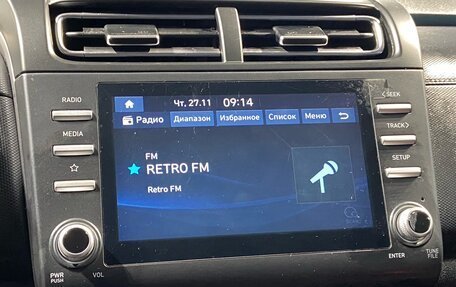 Чт, 27.11 09:14
RADIO
< SEEK
Радио Диапазон Избранное Список Меню
TRACK >
MEDIA
FM
RETRO FM
SETUP
Retro FM
PWR
PUSH
VOL
ENTER
TUNE
FILE